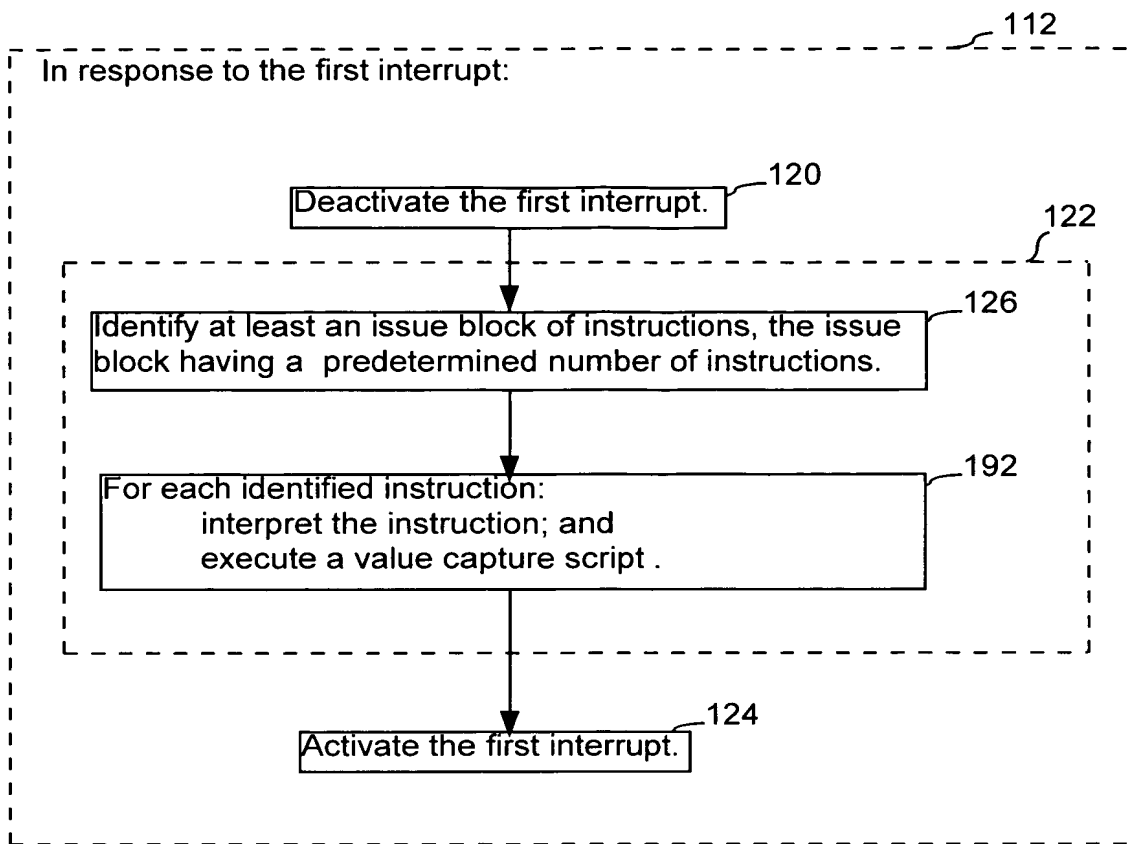 112
In response to the first interrupt:
120
Deactivate the first interrupt.
122
126
Identify at least an issue block of instructions, the issue
block having a predetermined number of instructions.
192
For each identified instruction:
interpret the instruction; and
execute a value capture script .
124
Activate the first interrupt.